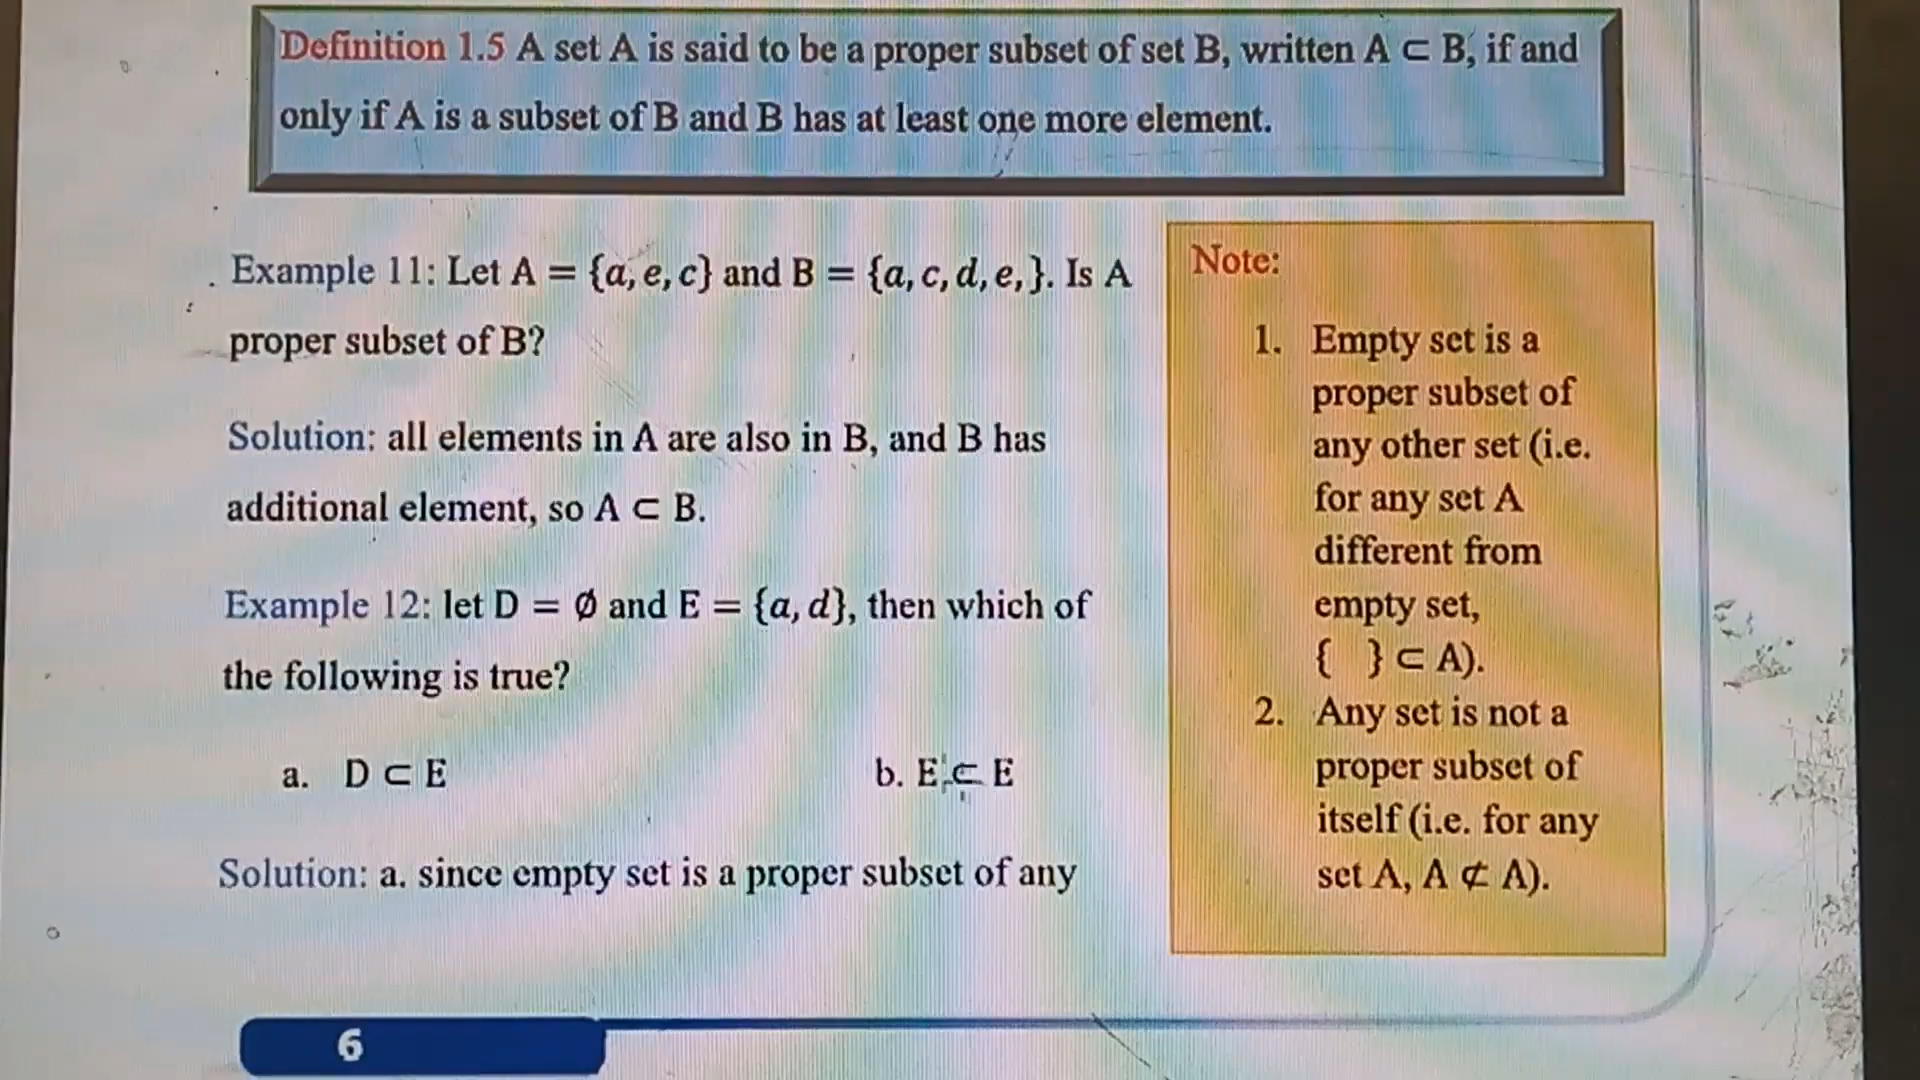 Definition 1.5 A set A is said to be a proper subset of set B, written A ⊂ B, if and
only if A is a subset of B and B has at least one more element.
Example 11: Let A = {a, e, c} and B = {a, c, d, e, }. Is A
proper subset of B?
Solution: all elements in A are also in B, and B has
additional element, so A ⊂ B.
Example 12: let D = ∅ and E = {a, d}, then which of
the following is true?
a. D ⊂ E
b. E ⊂ E
Solution: a. since empty set is a proper subset of any
Note:
1. Empty set is a
proper subset of
any other set (i.e.
for any set A
different from
empty set,
{ } ⊂ A).
2. Any set is not a
proper subset of
itself (i.e. for any
set A, A ⊄ A).
6